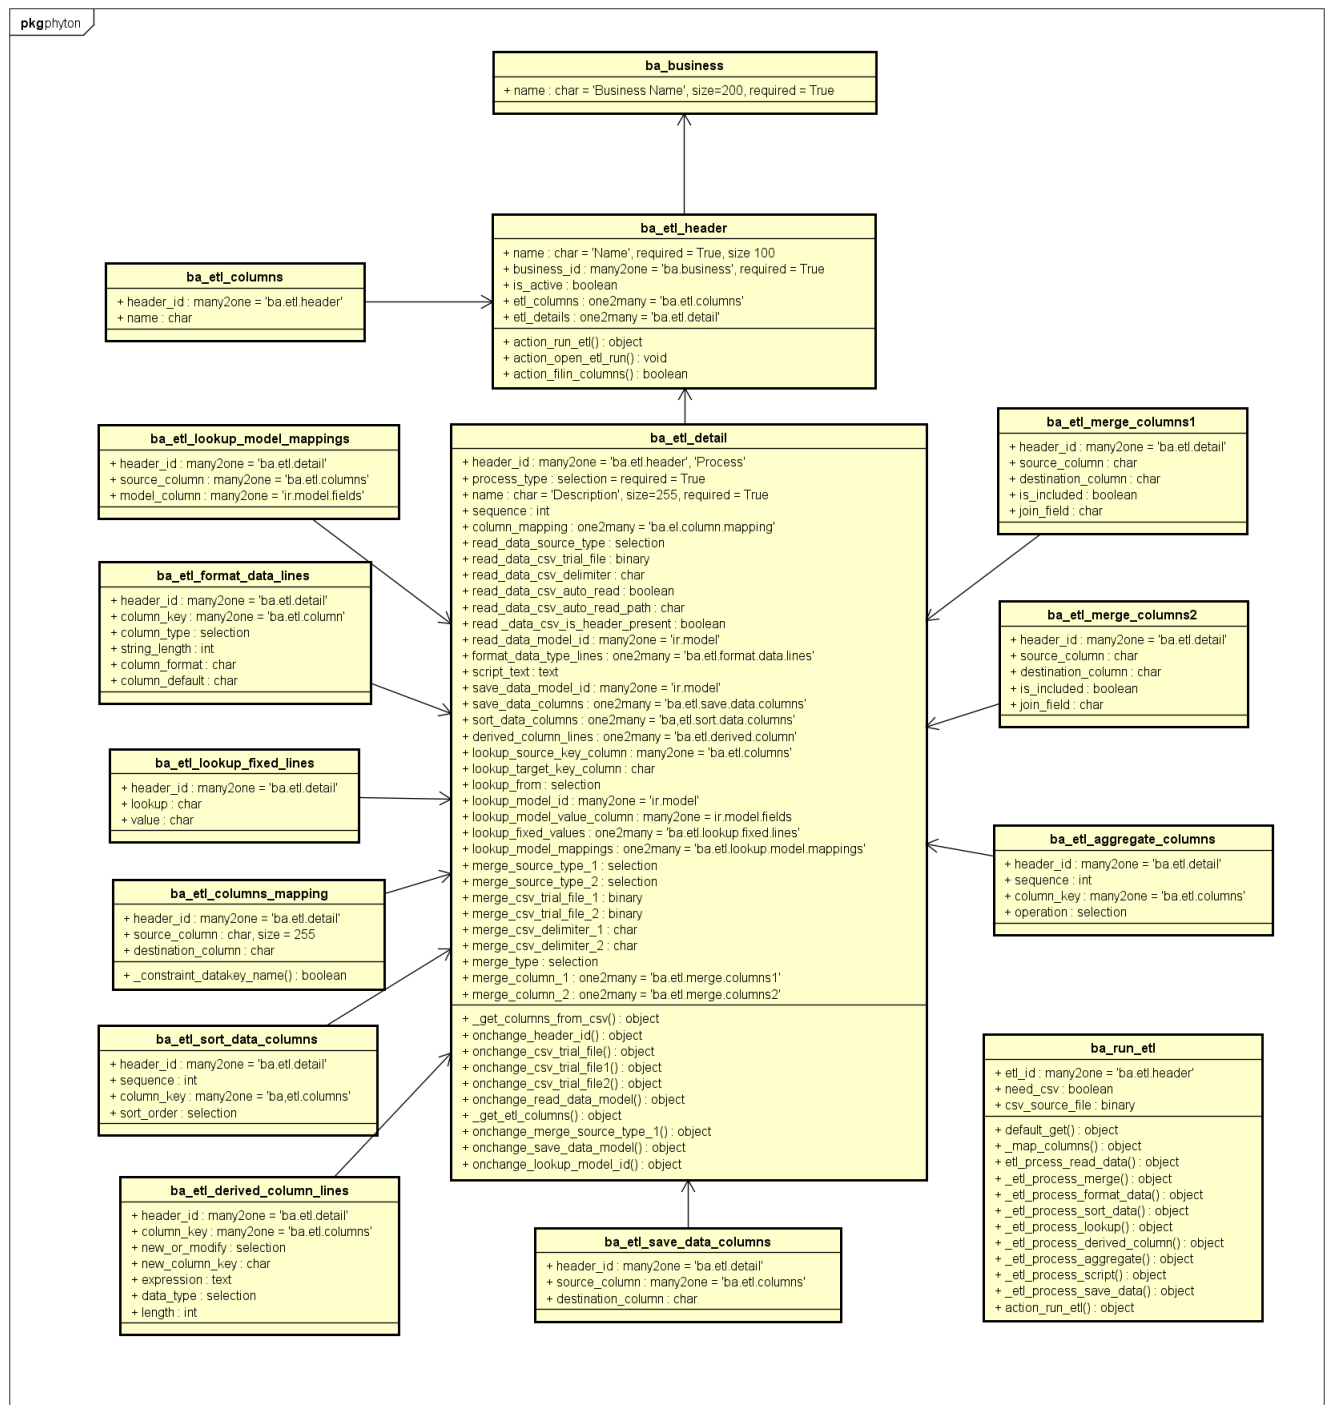 pkg phyton
ba_business
+ name : char = 'Business Name', size=200, required = True
ba_etl_header
+ name : char = 'Name', required = True, size 100
+ business_id : many2one = 'ba.business', required = True
+ is_active : boolean
+ etl_columns : one2many = 'ba.etl.columns'
+ etl_details : one2many = 'ba.etl.detail'
+ action_run_etl() : object
+ action_open_etl_run() : void
+ action_filin_columns() : boolean
ba_etl_columns
+ header_id : many2one = 'ba.etl.header'
+ name : char
ba_etl_lookup_model_mappings
+ header_id : many2one = 'ba.etl.detail'
+ source_column : many2one = 'ba.etl.columns'
+ model_column : many2one = 'ir.model.fields'
ba_etl_format_data_lines
+ header_id : many2one = 'ba.etl.detail'
+ column_key : many2one = 'ba.etl.column'
+ column_type : selection
+ string_length : int
+ column_format : char
+ column_default : char
ba_etl_lookup_fixed_lines
+ header_id : many2one = 'ba.etl.detail'
+ lookup : char
+ value : char
ba_etl_columns_mapping
+ header_id : many2one = 'ba.etl.detail'
+ source_column : char, size = 255
+ destination_column : char
+ _constraint_datakey_name() : boolean
ba_etl_sort_data_columns
+ header_id : many2one = 'ba.etl.detail'
+ sequence : int
+ column_key : many2one = 'ba,etl.columns'
+ sort_order : selection
ba_etl_derived_column_lines
+ header_id : many2one = 'ba.etl.detail'
+ column_key : many2one = 'ba.etl.columns'
+ new_or_modify : selection
+ new_column_key : char
+ expression : text
+ data_type : selection
+ length : int
ba_etl_detail
+ header_id : many2one = 'ba.etl.header', 'Process'
+ process_type : selection = required = True
+ name : char = 'Description', size=255, required = True
+ sequence : int
+ column_mapping : one2many = 'ba.el.column.mapping'
+ read_data_source_type : selection
+ read_data_csv_trial_file : binary
+ read_data_csv_delimiter : char
+ read_data_csv_auto_read : boolean
+ read_data_csv_auto_read_path : char
+ read _data_csv_is_header_present : boolean
+ read_data_model_id : many2one = 'ir.model'
+ format_data_type_lines : one2many = 'ba.etl.format.data.lines'
+ script_text : text
+ save_data_model_id : many2one = 'ir.model'
+ save_data_columns : one2many = 'ba.etl.save.data.columns'
+ sort_data_columns : one2many = 'ba,etl.sort.data.columns'
+ derived_column_lines : one2many = 'ba.etl.derived.column'
+ lookup_source_key_column : many2one = 'ba.etl.columns'
+ lookup_target_key_column : char
+ lookup_from : selection
+ lookup_model_id : many2one = 'ir.model'
+ lookup_model_value_column : many2one = ir.model.fields
+ lookup_fixed_values : one2many = 'ba.etl.lookup.fixed.lines'
+ lookup_model_mappings : one2many = 'ba.etl.lookup.model.mappings'
+ merge_source_type_1 : selection
+ merge_source_type_2 : selection
+ merge_csv_trial_file_1 : binary
+ merge_csv_trial_file_2 : binary
+ merge_csv_delimiter_1 : char
+ merge_csv_delimiter_2 : char
+ merge_type : selection
+ merge_column_1 : one2many = 'ba.etl.merge.columns1'
+ merge_column_2 : one2many = 'ba.etl.merge.columns2'
+ _get_columns_from_csv() : object
+ onchange_header_id() : object
+ onchange_csv_trial_file() : object
+ onchange_csv_trial_file1() : object
+ onchange_csv_trial_file2() : object
+ onchange_read_data_model() : object
+ _get_etl_columns() : object
+ onchange_merge_source_type_1() : object
+ onchange_save_data_model() : object
+ onchange_lookup_model_id() : object
ba_etl_save_data_columns
+ header_id : many2one = 'ba.etl.detail'
+ source_column : many2one = 'ba.etl.columns'
+ destination_column : char
ba_etl_merge_columns1
+ header_id : many2one = 'ba.etl.detail'
+ source_column : char
+ destination_column : char
+ is_included : boolean
+ join_field : char
ba_etl_merge_columns2
+ header_id : many2one = 'ba.etl.detail'
+ source_column : char
+ destination_column : char
+ is_included : boolean
+ join_field : char
ba_etl_aggregate_columns
+ header_id : many2one = 'ba.etl.detail'
+ sequence : int
+ column_key : many2one = 'ba.etl.columns'
+ operation : selection
ba_run_etl
+ etl_id : many2one = 'ba.etl.header'
+ need_csv : boolean
+ csv_source_file : binary
+ default_get() : object
+ _map_columns() : object
+ etl_prcess_read_data() : object
+ _etl_process_merge() : object
+ _etl_process_format_data() : object
+ _etl_process_sort_data() : object
+ _etl_process_lookup() : object
+ _etl_process_derived_column() : object
+ _etl_process_aggregate() : object
+ _etl_process_script() : object
+ _etl_process_save_data() : object
+ action_run_etl() : object